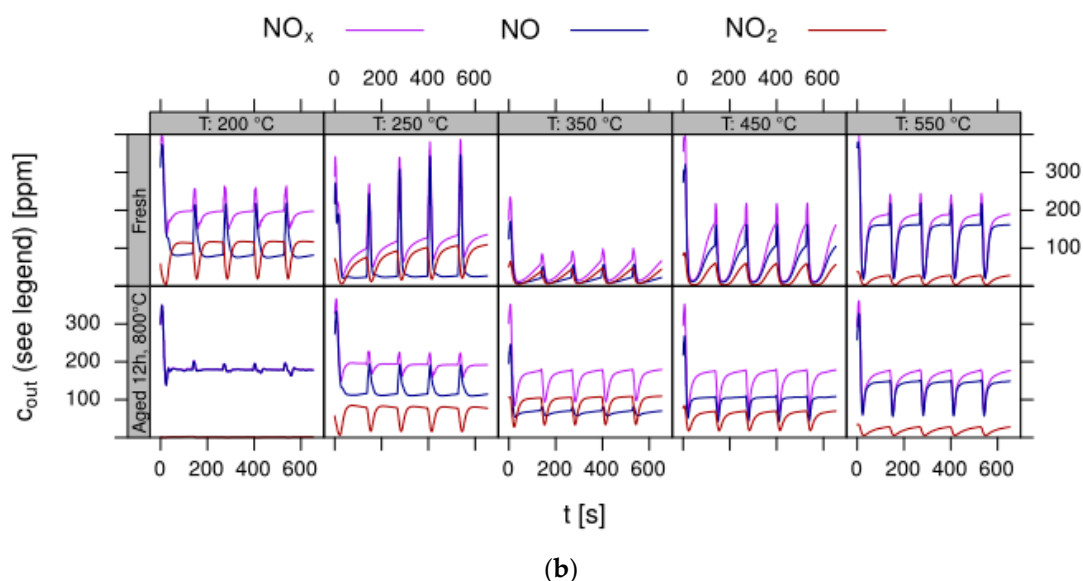 NOx NO NO2
0 200 400 600 0 200 400 600
T: 200 °C T: 250 °C T: 350 °C T: 450 °C T: 550 °C
Fresh
300
200
100
Aged 12h, 800°C
300
200
100
cout (see legend) [ppm]
0 200 400 600 0 200 400 600 0 200 400 600
t [s]
(b)